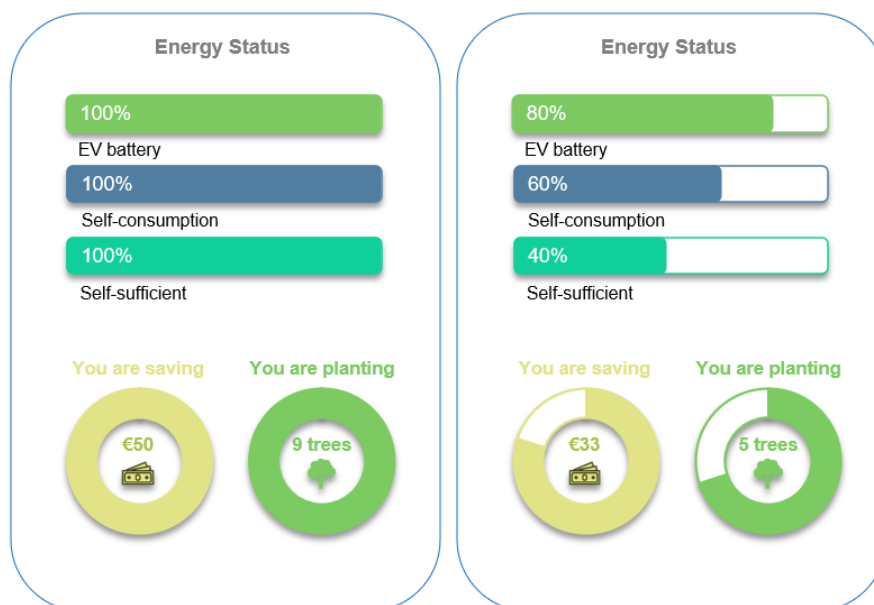 Energy Status
100%
EV battery
100%
Self-consumption
100%
Self-sufficient
You are saving
You are planting
€50
9 trees
Energy Status
80%
EV battery
60%
Self-consumption
40%
Self-sufficient
You are saving
You are planting
€33
5 trees